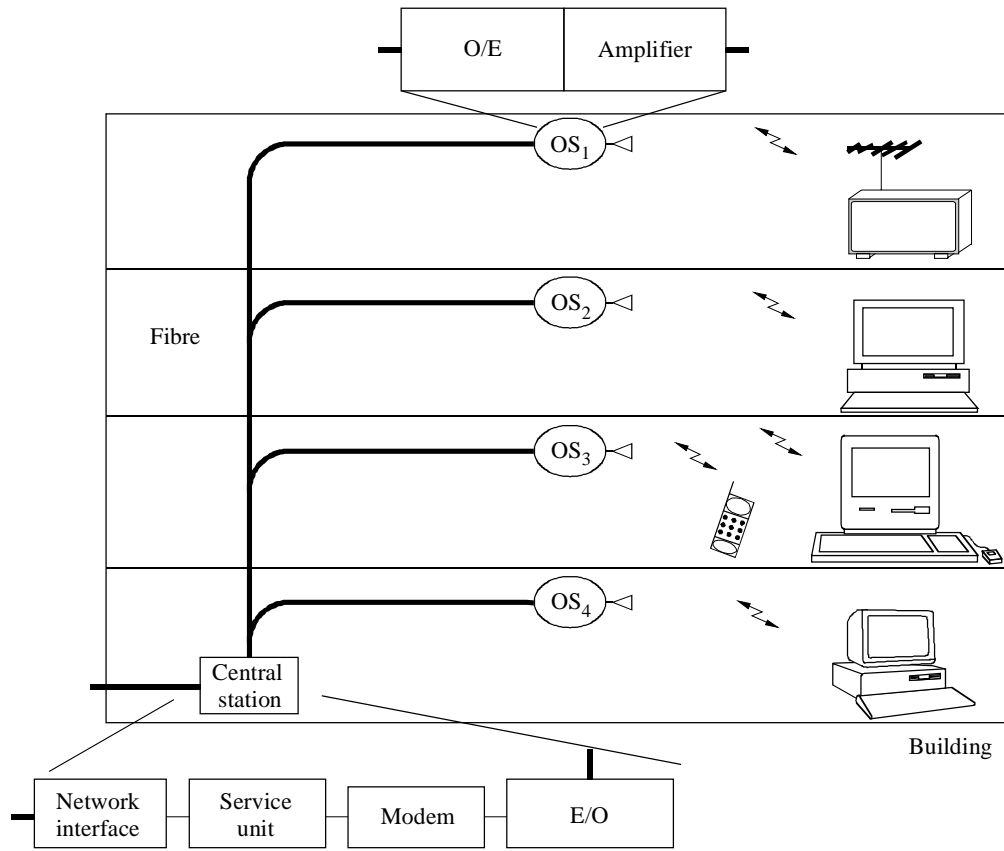 O/E Amplifier
OS1
OS2
Fibre
OS3
OS4
Central
station
Building
Network
interface
Service
unit
Modem
E/O